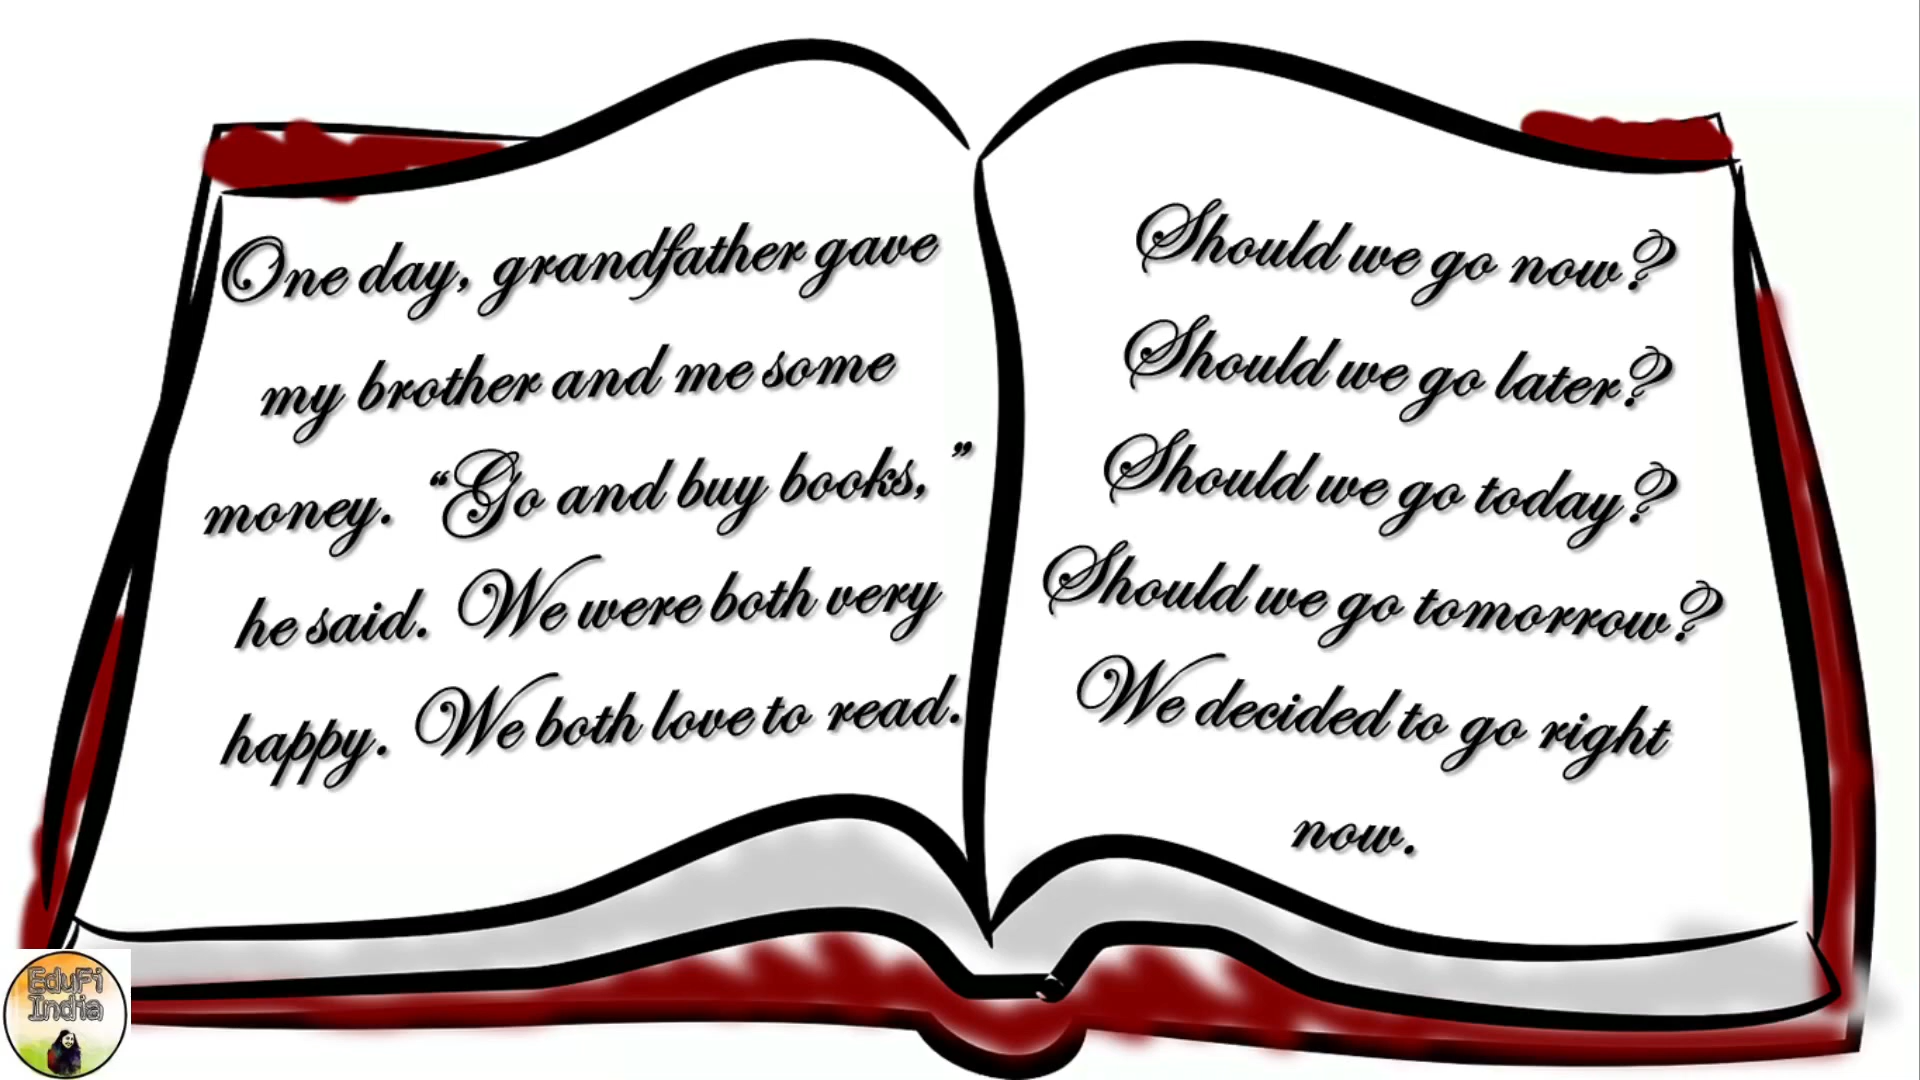 One day, grandfather gave
my brother and me some
money. “Go and buy books,”
he said. We were both very
happy. We both love to read.
Should we go now?
Should we go later?
Should we go today?
Should we go tomorrow?
We decided to go right
now.
EduFi
India